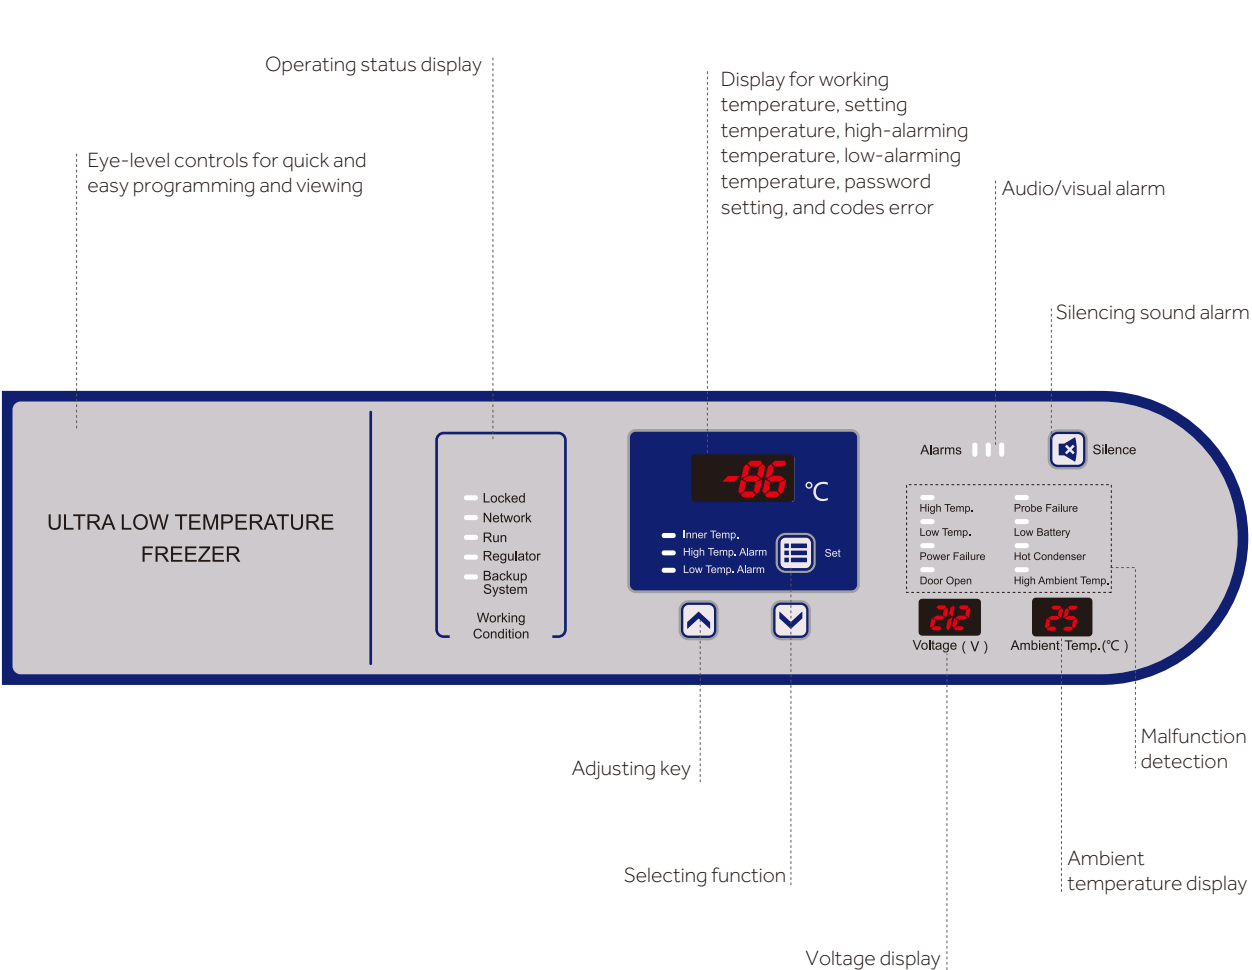 Operating status display
Display for working
temperature, setting
temperature, high-alarming
temperature, low-alarming
temperature, password
setting, and codes error
Eye-level controls for quick and
easy programming and viewing
Audio/visual alarm
Silencing sound alarm
ULTRA LOW TEMPERATURE
FREEZER
Locked
Network
Run
Regulator
Backup
System
Working
Condition
-86 °C
Inner Temp.
High Temp. Alarm
Low Temp. Alarm
Set
Alarms
Silence
High Temp.
Probe Failure
Low Temp.
Low Battery
Power Failure
Hot Condenser
Door Open
High Ambient Temp.
212
25
Voltage ( V )
Ambient Temp.(℃ )
Malfunction
detection
Adjusting key
Ambient
temperature display
Selecting function
Voltage display